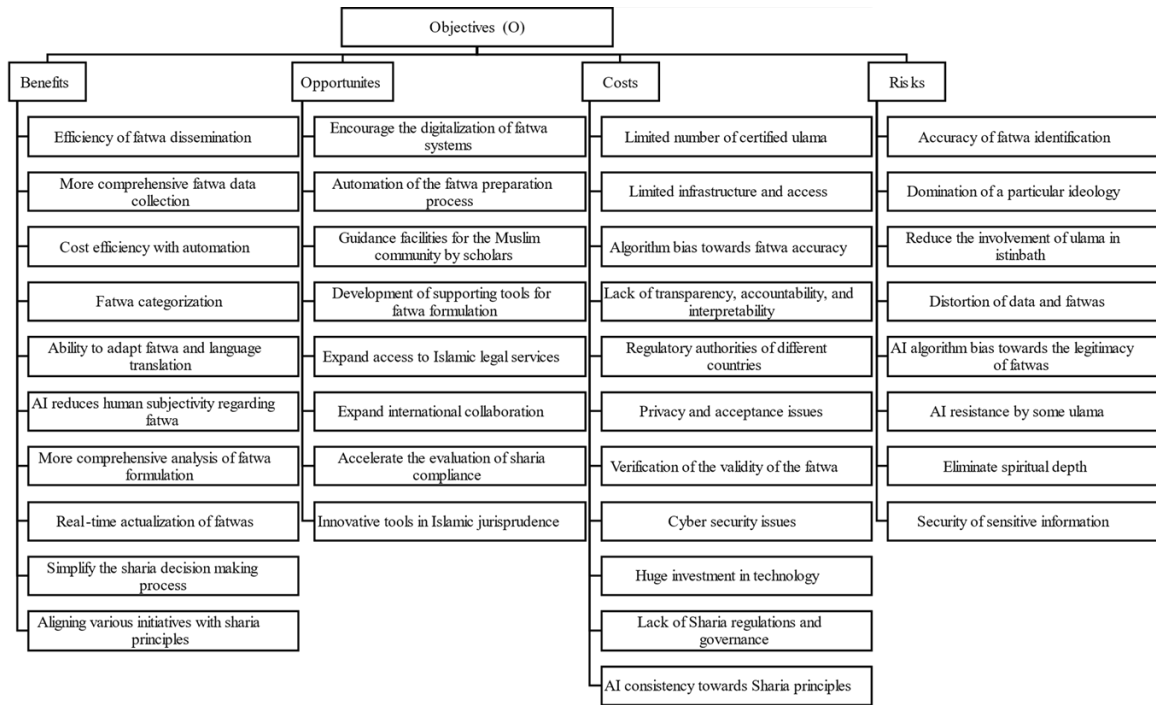 Objectives (O)
Benefits
Efficiency of fatwa dissemination
More comprehensive fatwa data
collection
Cost efficiency with automation
Fatwa categorization
Ability to adapt fatwa and language
translation
AI reduces human subjectivity regarding
fatwa
More comprehensive analysis of fatwa
formulation
Real-time actualization of fatwas
Simplify the sharia decision making
process
Aligning various initiatives with sharia
principles
Opportunites
Encourage the digitalization of fatwa
systems
Automation of the fatwa preparation
process
Guidance facilities for the Muslim
community by scholars
Development of supporting tools for
fatwa formulation
Expand access to Islamic legal services
Expand international collaboration
Accelerate the evaluation of sharia
compliance
Innovative tools in Islamic jurisprudence
Costs
Limited number of certified ulama
Limited infrastructure and access
Algorithm bias towards fatwa accuracy
Lack of transparency, accountability, and
interpretability
Regulatory authorities of different
countries
Privacy and acceptance issues
Verification of the validity of the fatwa
Cyber security issues
Huge investment in technology
Lack of Sharia regulations and
governance
AI consistency towards Sharia principles
Risks
Accuracy of fatwa identification
Domination of a particular ideology
Reduce the involvement of ulama in
istinbath
Distortion of data and fatwas
AI algorithm bias towards the legitimacy
of fatwas
AI resistance by some ulama
Eliminate spiritual depth
Security of sensitive information